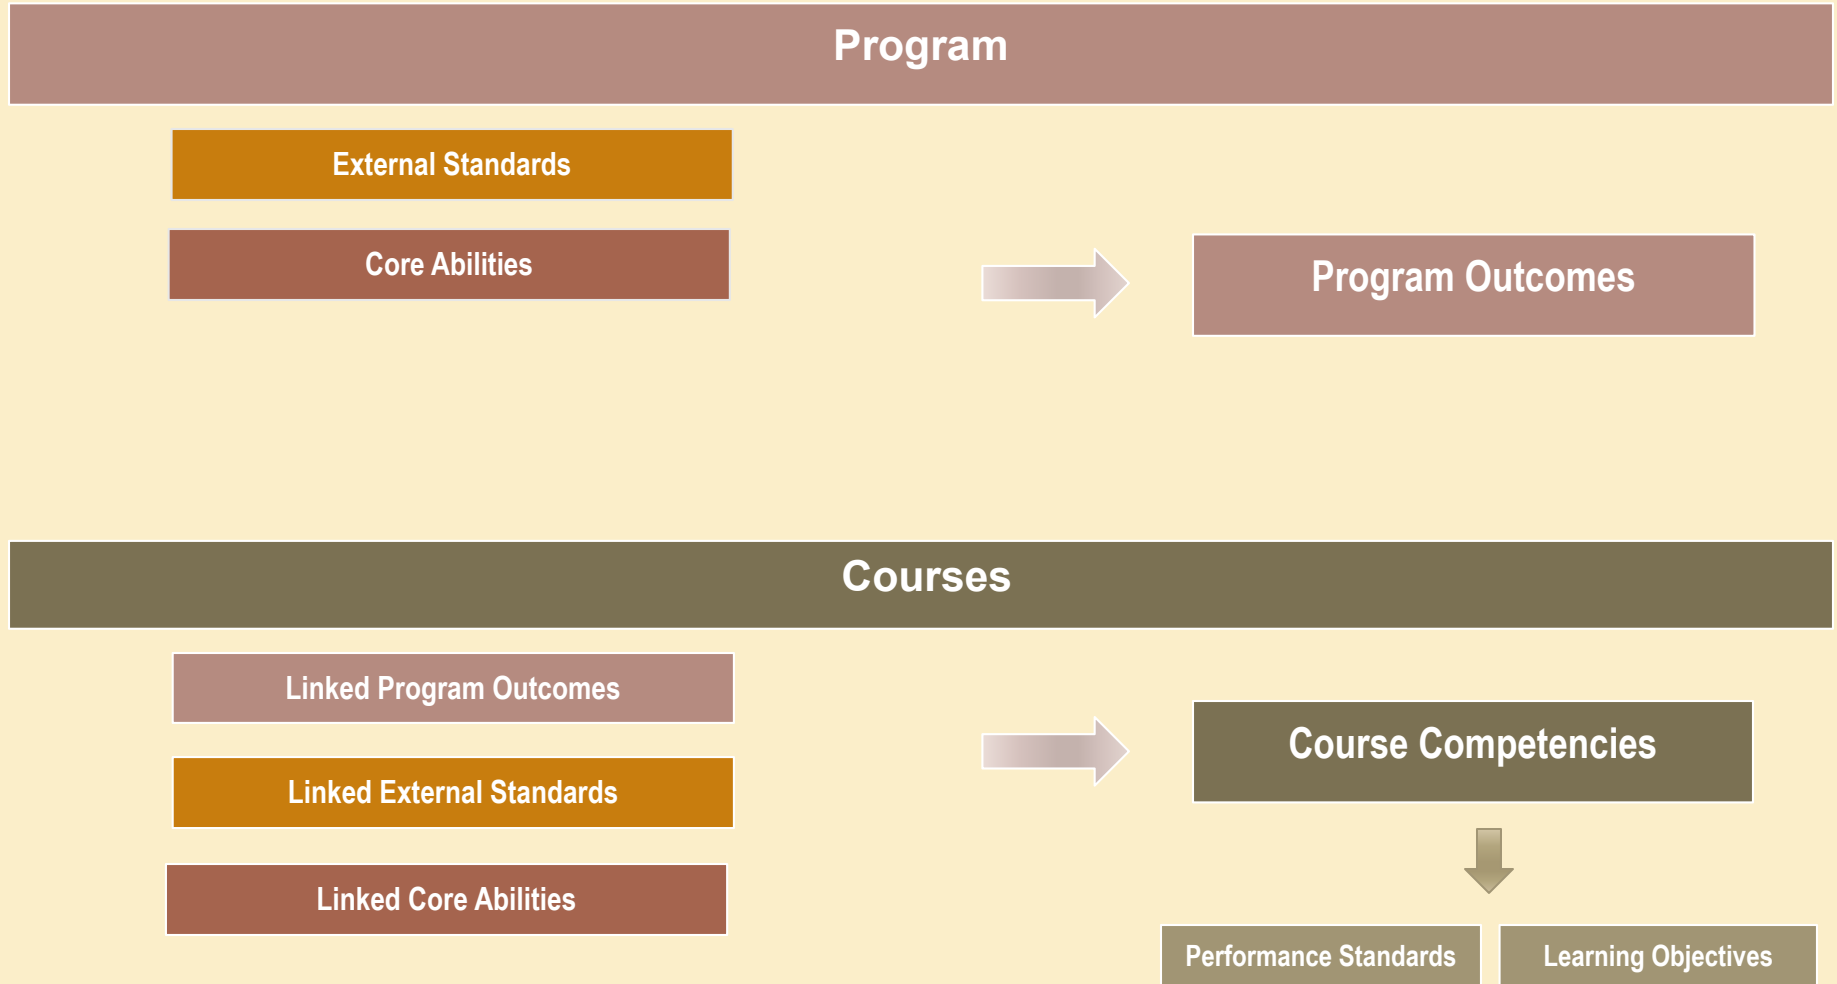 Program
External Standards
Core Abilities
Program Outcomes
Courses
Linked Program Outcomes
Linked External Standards
Linked Core Abilities
Course Competencies
Performance Standards
Learning Objectives